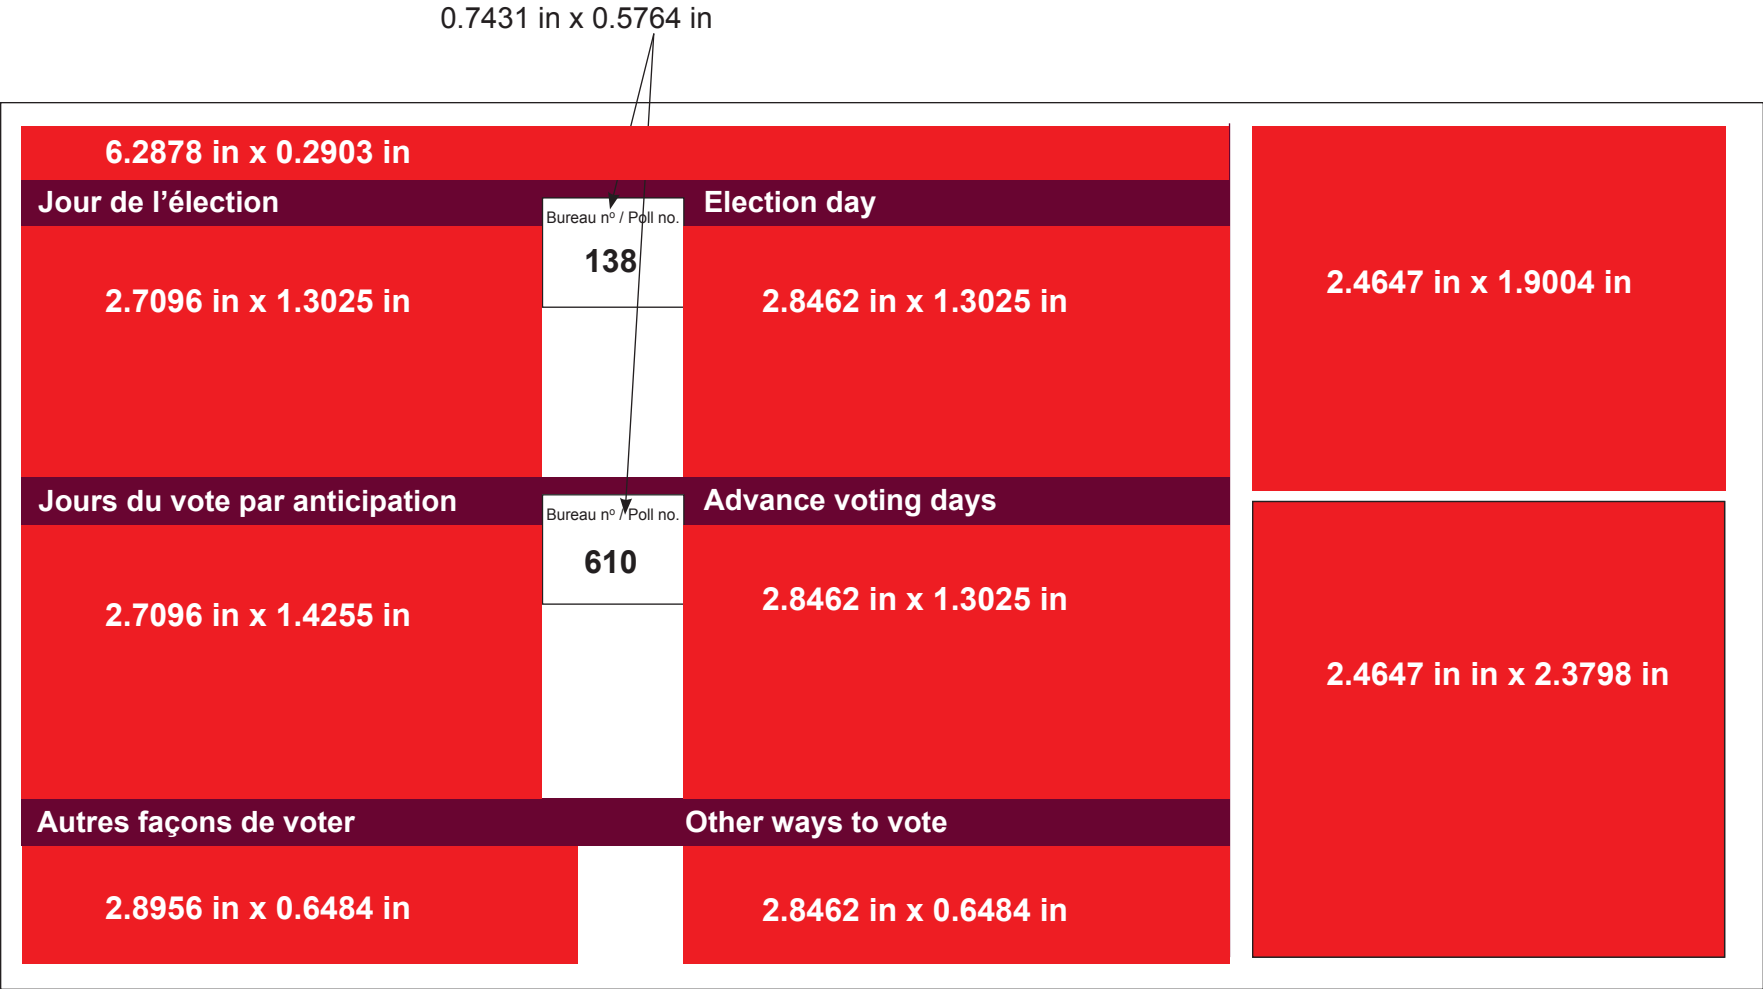 0.7431 in x 0.5764 in
6.2878 in x 0.2903 in
Jour de l’élection
Bureau nº / Poll no.
138
Election day
2.7096 in x 1.3025 in
2.8462 in x 1.3025 in
2.4647 in x 1.9004 in
Jours du vote par anticipation
Bureau nº / Poll no.
610
Advance voting days
2.7096 in x 1.4255 in
2.8462 in x 1.3025 in
2.4647 in in x 2.3798 in
Autres façons de voter
Other ways to vote
2.8956 in x 0.6484 in
2.8462 in x 0.6484 in